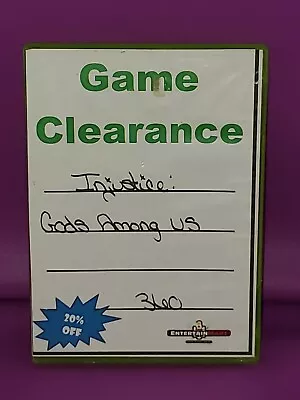 Game
Clearance
Injustice:
Gods Among US
360
20%
OFF
ENTERTAINMART